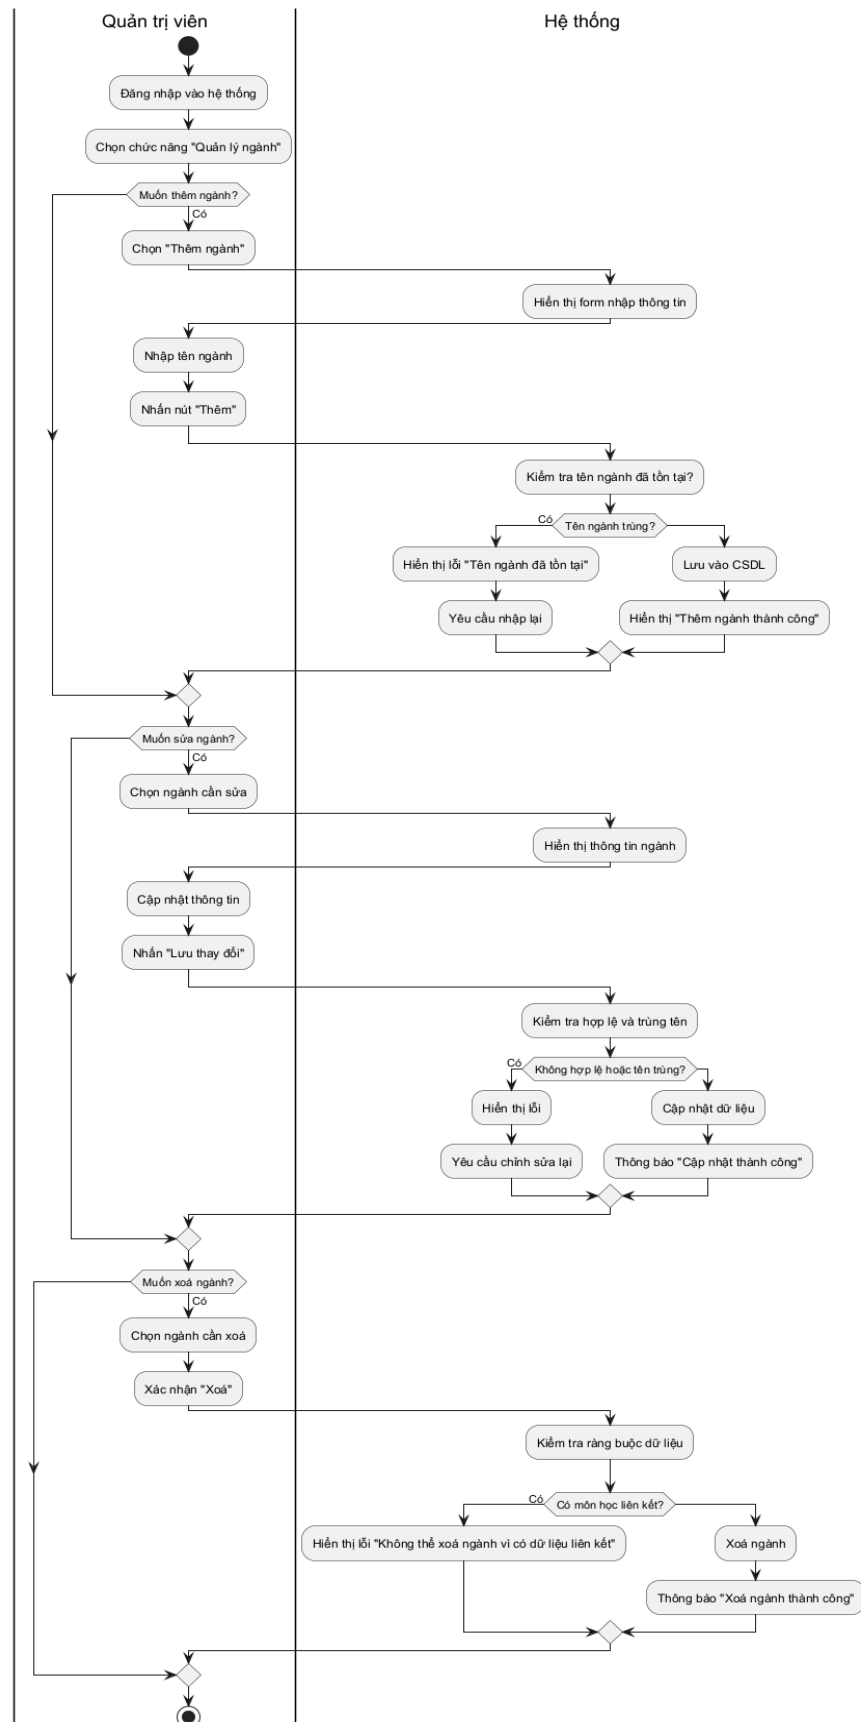 Quản trị viên
Hệ thống
Đăng nhập vào hệ thống
Chọn chức năng "Quản lý ngành"
Muốn thêm ngành?
Có
Chọn "Thêm ngành"
Hiển thị form nhập thông tin
Nhập tên ngành
Nhấn nút "Thêm"
Kiểm tra tên ngành đã tồn tại?
Có
Tên ngành trùng?
Hiển thị lỗi "Tên ngành đã tồn tại"
Lưu vào CSDL
Yêu cầu nhập lại
Hiển thị "Thêm ngành thành công"
Muốn sửa ngành?
Có
Chọn ngành cần sửa
Hiển thị thông tin ngành
Cập nhật thông tin
Nhấn "Lưu thay đổi"
Kiểm tra hợp lệ và trùng tên
Có
Không hợp lệ hoặc tên trùng?
Hiển thị lỗi
Cập nhật dữ liệu
Yêu cầu chỉnh sửa lại
Thông báo "Cập nhật thành công"
Muốn xoá ngành?
Có
Chọn ngành cần xoá
Xác nhận "Xoá"
Kiểm tra ràng buộc dữ liệu
Có
Có môn học liên kết?
Hiển thị lỗi "Không thể xoá ngành vì có dữ liệu liên kết"
Xoá ngành
Thông báo "Xoá ngành thành công"